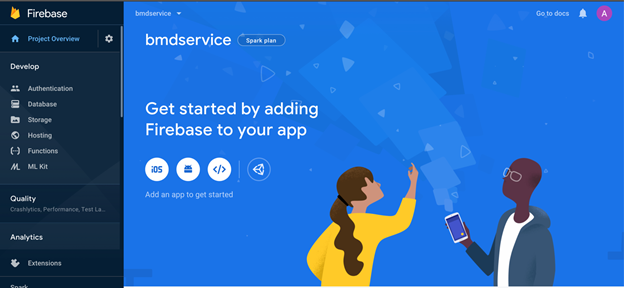 Firebase
Project Overview
Develop
Authentication
Database
Storage
Hosting
Functions
ML Kit
Quality
Crashlytics, Performance, Test La...
Analytics
Extensions
Spark
bmdservice
Go to docs
A
bmdservice
Spark plan
Get started by adding
Firebase to your app
iOS
</>
Add an app to get started